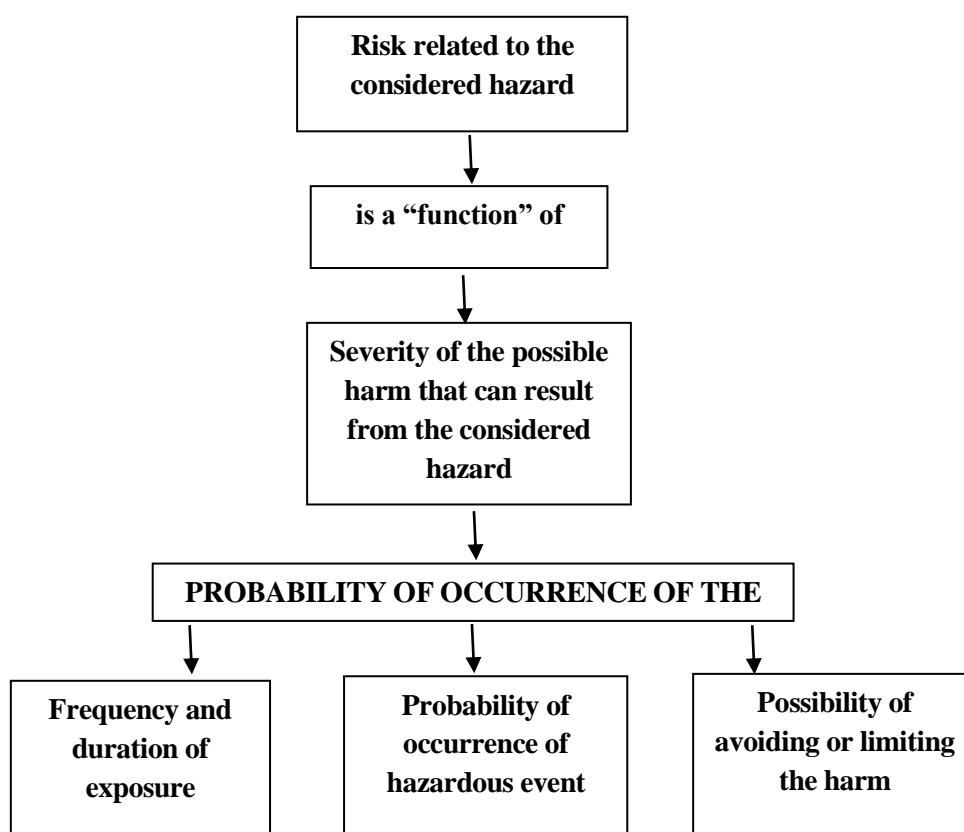 Risk related to the
considered hazard
is a “function” of
Severity of the possible
harm that can result
from the considered
hazard
PROBABILITY OF OCCURRENCE OF THE
Frequency and
duration of
exposure
Probability of
occurrence of
hazardous event
Possibility of
avoiding or limiting
the harm